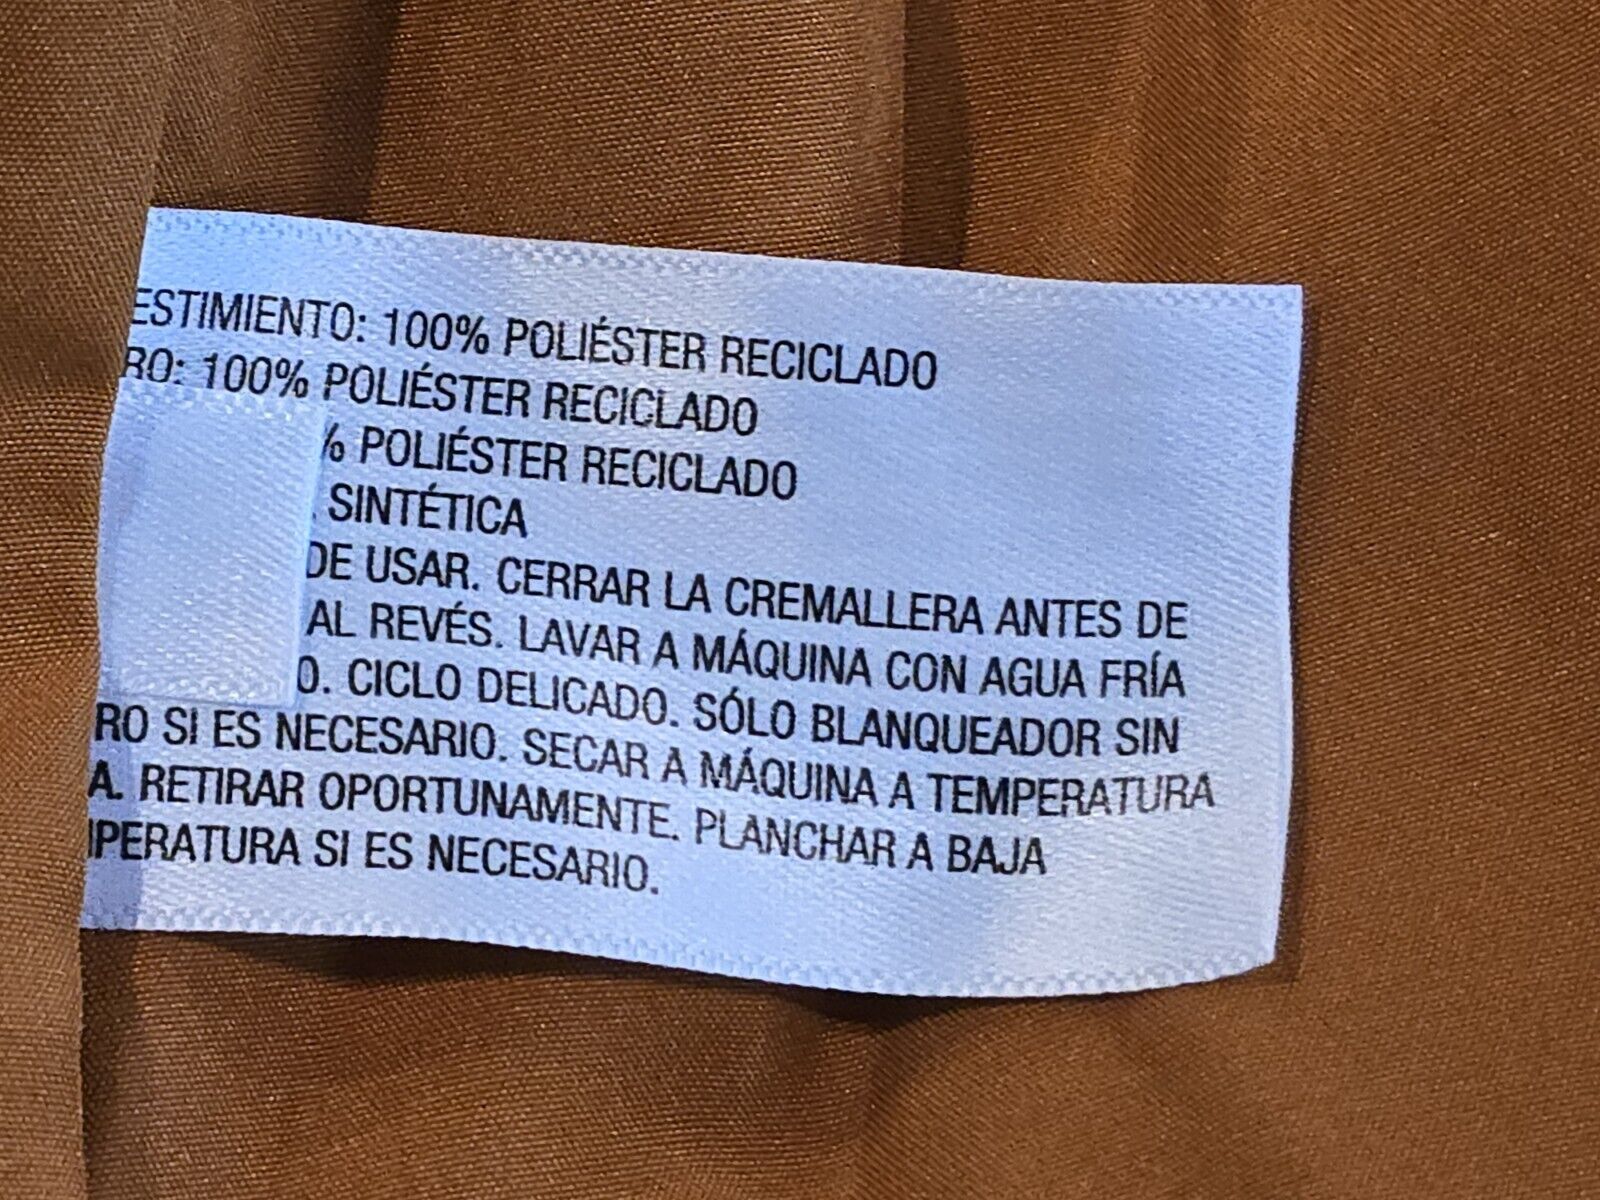 ESTIMIENTO: 100% POLIÉSTER RECICLADO
RO: 100% POLIÉSTER RECICLADO
% POLIÉSTER RECICLADO
SINTÉTICA
DE USAR. CERRAR LA CREMALLERA ANTES DE
AL REVÉS. LAVAR A MÁQUINA CON AGUA FRÍA
O. CICLO DELICADO. SÓLO BLANQUEADOR SIN
RO SI ES NECESARIO. SECAR A MÁQUINA A TEMPERATURA
A. RETIRAR OPORTUNAMENTE. PLANCHAR A BAJA
PERATURA SI ES NECESARIO.